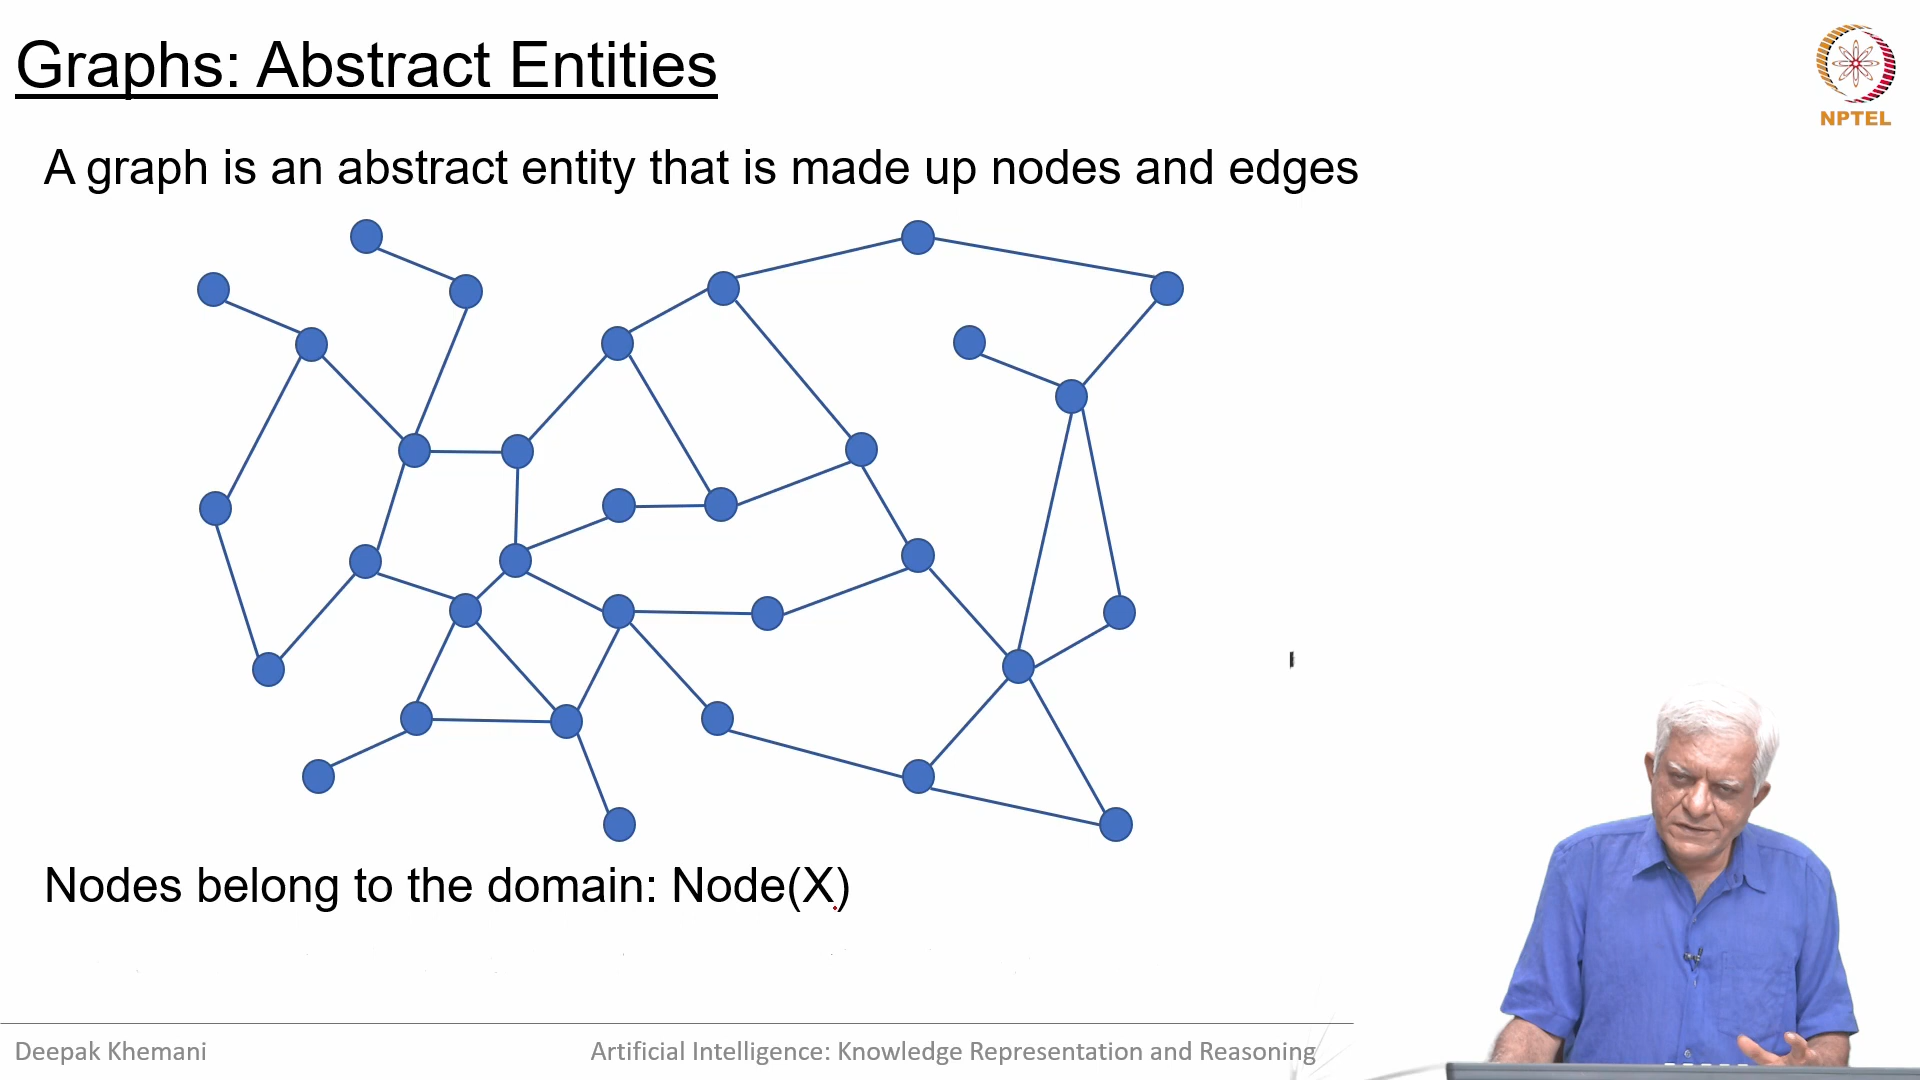 Graphs: Abstract Entities
NPTEL
A graph is an abstract entity that is made up nodes and edges
Nodes belong to the domain: Node(X)
Deepak Khemani
Artificial Intelligence: Knowledge Representation and Reasoning